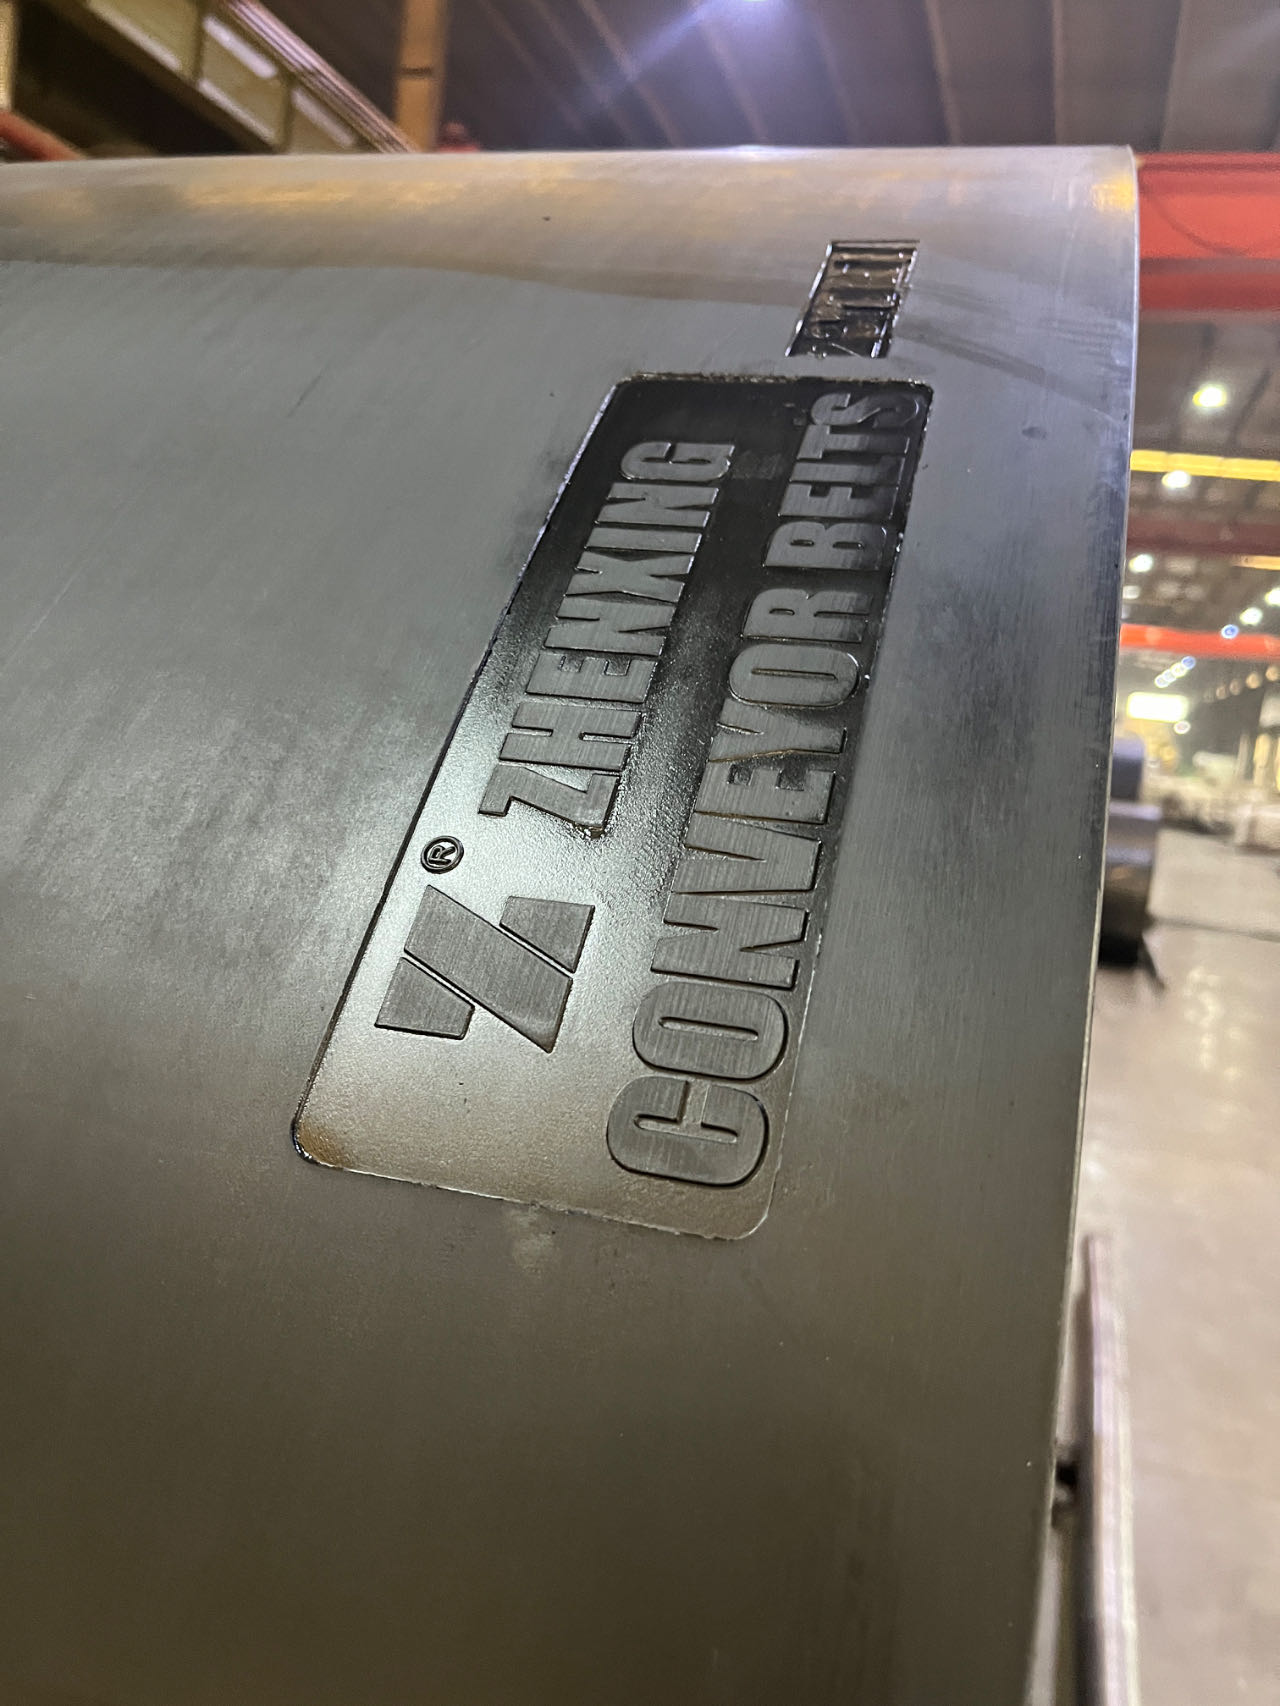 ® ZHENXING
CONVEYOR BELTS